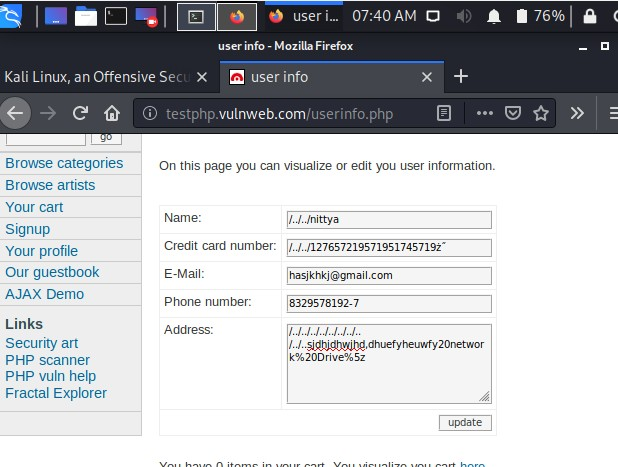 07:40 AM
76%
user i...
user info - Mozilla Firefox
Kali Linux, an Offensive Secu
user info
testphp.vulnweb.com/userinfo.php
go
On this page you can visualize or edit you user information.
Browse categories
Browse artists
Your cart
Signup
Your profile
Our guestbook
AJAX Demo
Links
Security art
PHP scanner
PHP vuln help
Fractal Explorer
Name:
/../../nittya
Credit card number:
/../../127657219571951745719ż˝
E-Mail:
hasjkhkj@gmail.com
Phone number:
8329578192-7
Address:
/../../../../../../../..
/../..sjdhjdhwjhd,dhuefyheuwfy20networ
k%20Drive%5z
update
You have 0 items in your cart. You visualize you cart here